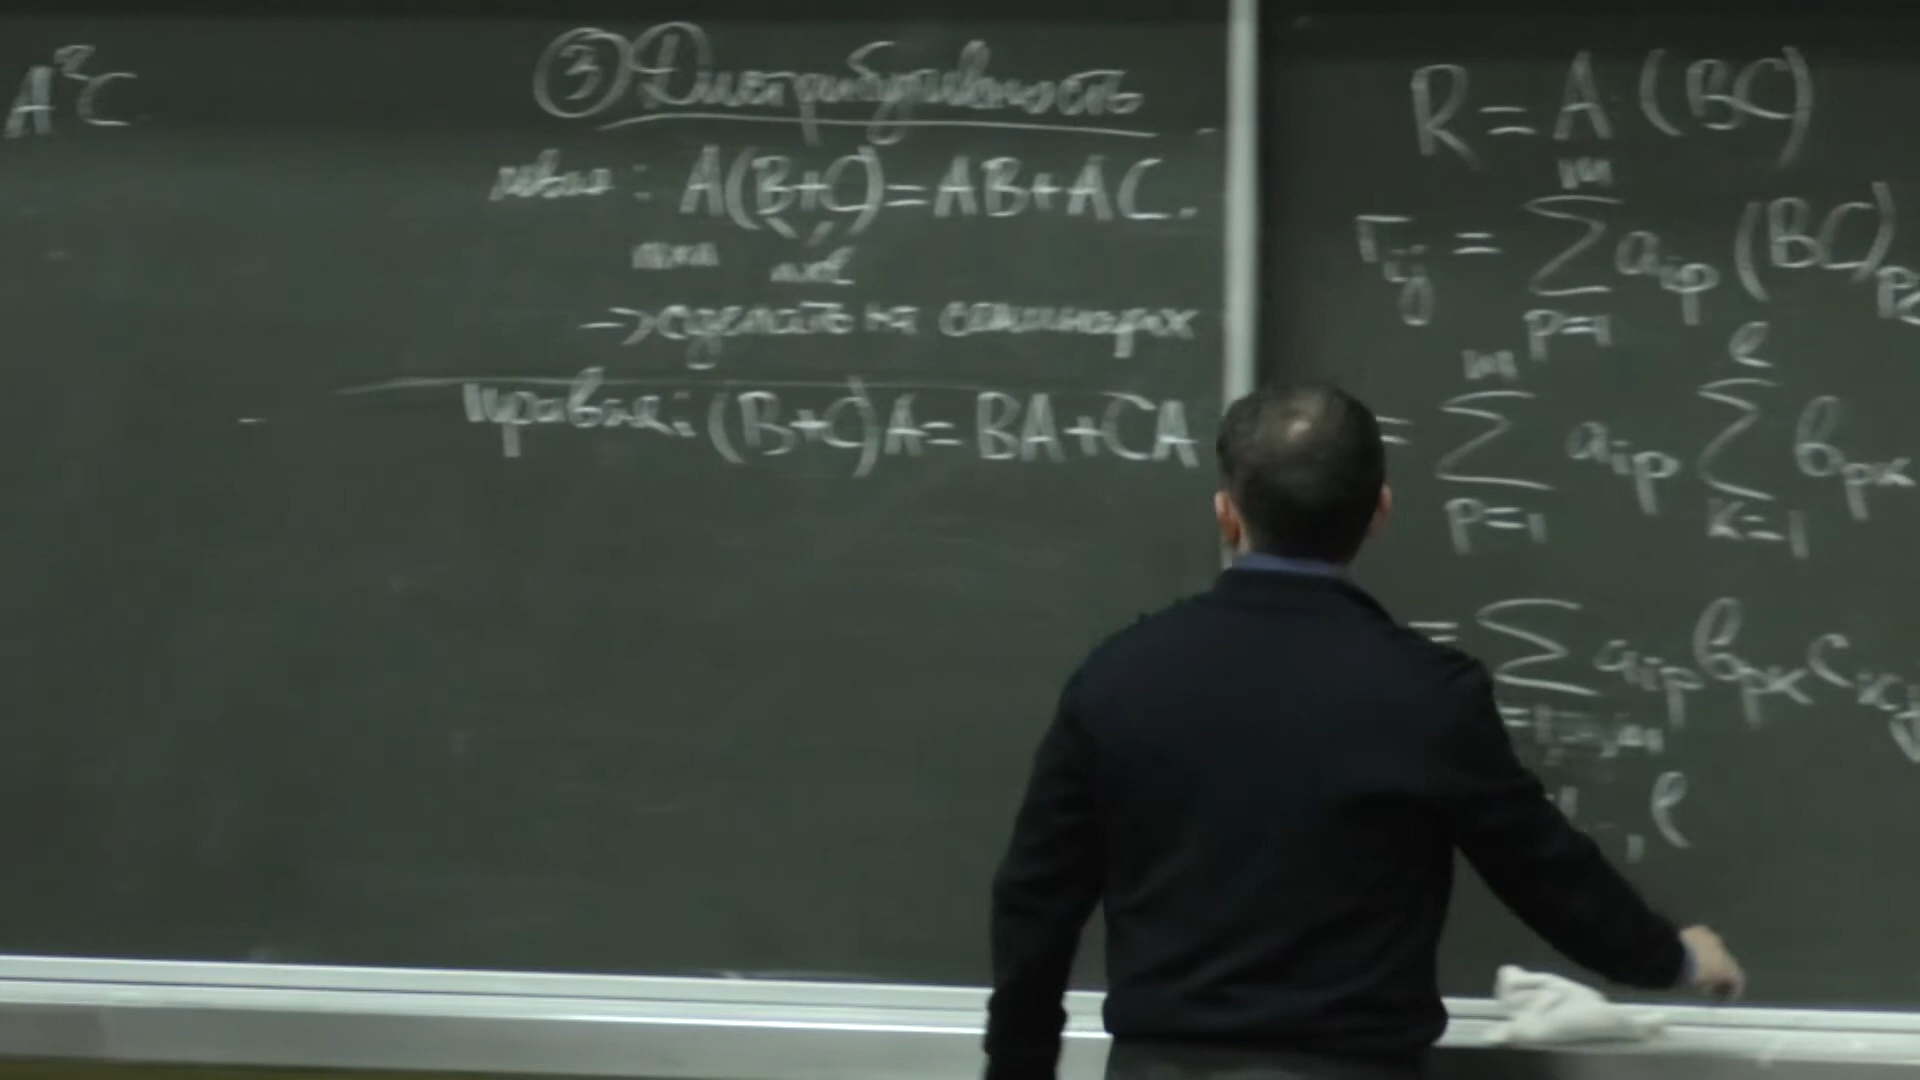 A²C
③ Дистрибутивность
левая: A(B+C)=AB+AC.
→ сделать на семинарах
правая: (B+C)A=BA+CA
R = A (BC)
r_ij = ∑ a_ip (BC)
m
p=1
= ∑ a_ip ∑ b_pk
m
p=1
ℓ
k=1
= ∑ a_ip b_pk c_kj